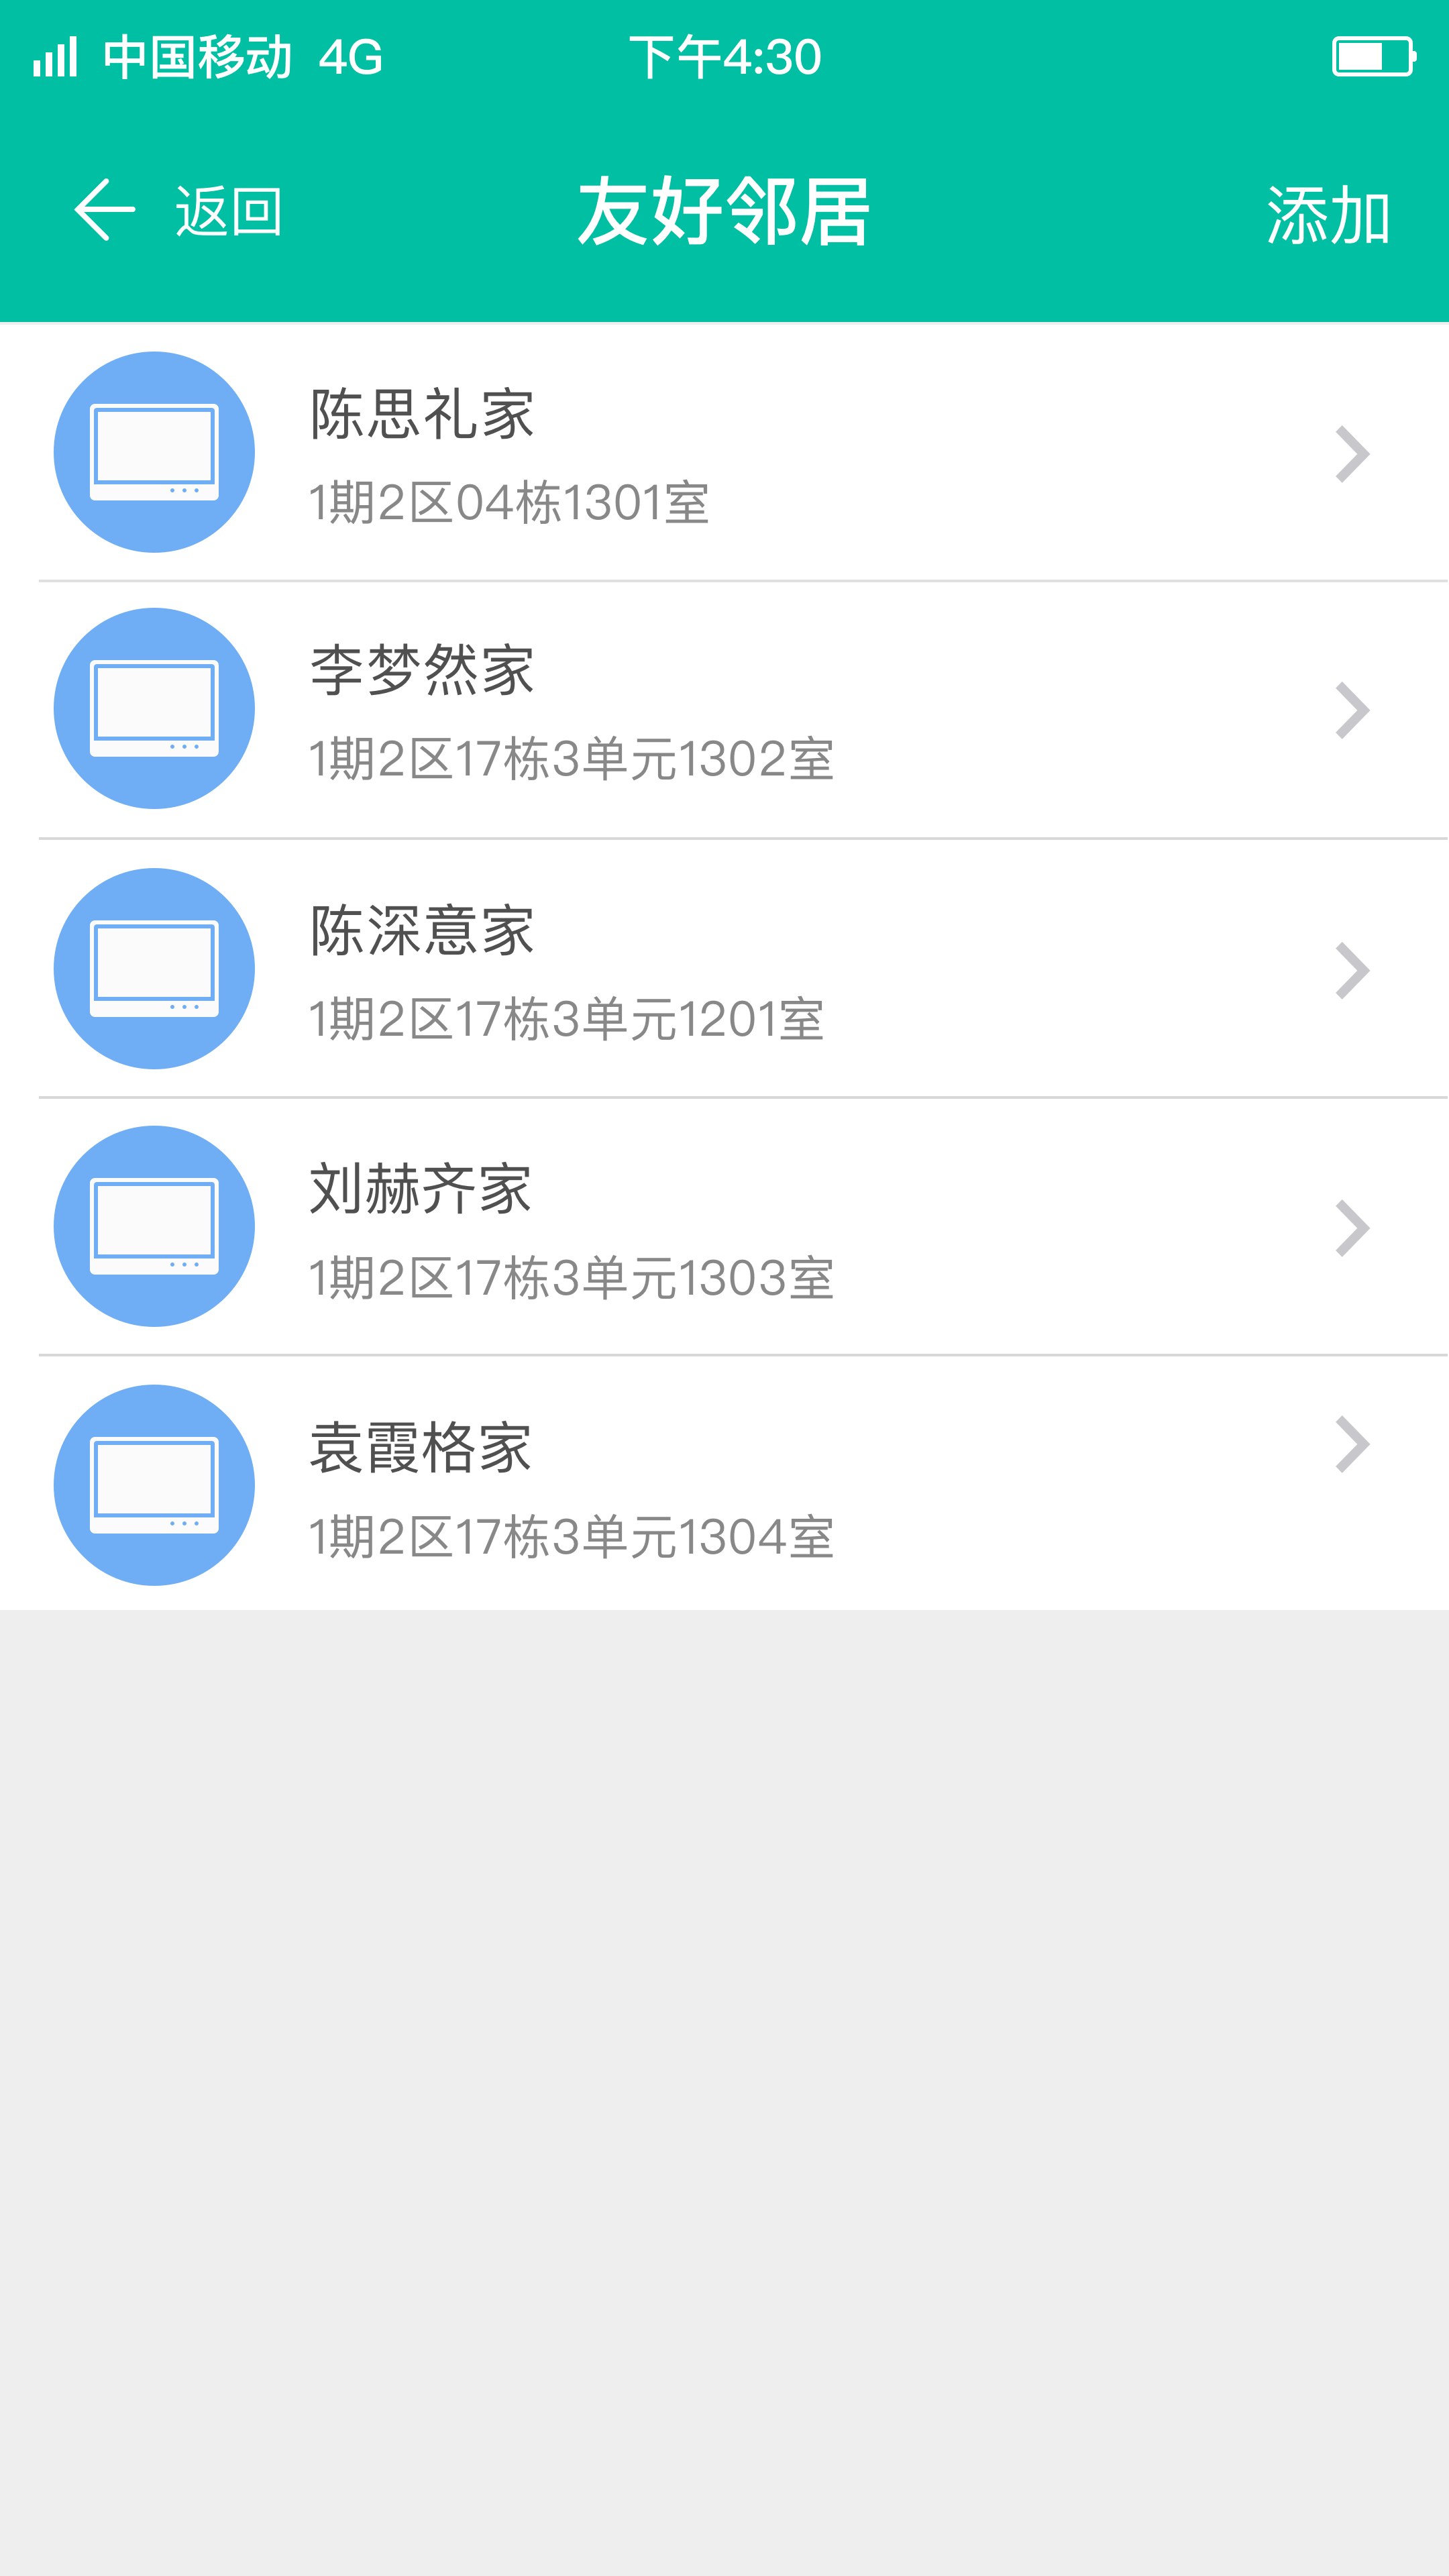 中国移动 4G 下午4:30
返回 友好邻居 添加
陈思礼家
1期2区04栋1301室
李梦然家
1期2区17栋3单元1302室
陈深意家
1期2区17栋3单元1201室
刘赫齐家
1期2区17栋3单元1303室
袁霞格家
1期2区17栋3单元1304室